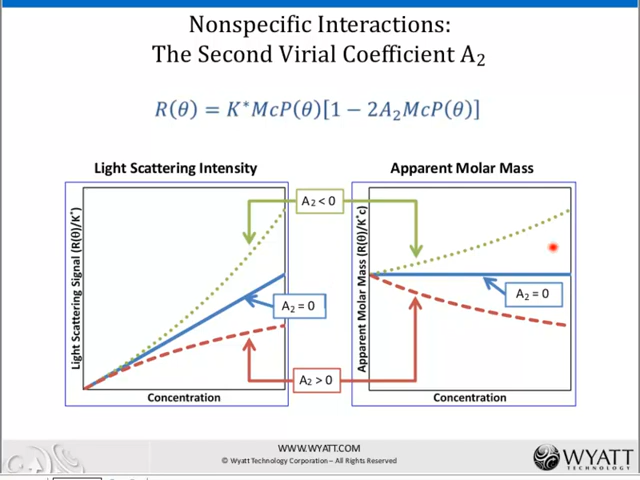 Nonspecific Interactions:
The Second Virial Coefficient A₂
R(θ) = K*McP(θ)[1 − 2A₂McP(θ)]
Light Scattering Intensity
Apparent Molar Mass
Light Scattering Signal (R(θ)/K*)
Apparent Molar Mass (R(θ)/K*c)
A₂ < 0
A₂ = 0
A₂ = 0
A₂ > 0
Concentration
Concentration
WWW.WYATT.COM
© Wyatt Technology Corporation – All Rights Reserved
WYATT
TECHNOLOGY